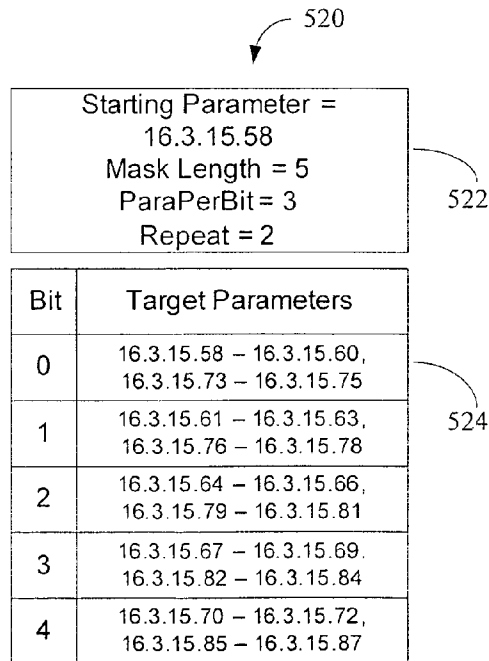 520
Starting Parameter =
16.3.15.58
Mask Length = 5
ParaPerBit = 3
Repeat = 2
522
Bit Target Parameters
0 16.3.15.58 – 16.3.15.60,
16.3.15.73 – 16.3.15.75
524
1 16.3.15.61 – 16.3.15.63,
16.3.15.76 – 16.3.15.78
2 16.3.15.64 – 16.3.15.66,
16.3.15.79 – 16.3.15.81
3 16.3.15.67 – 16.3.15.69.
16.3.15.82 – 16.3.15.84
4 16.3.15.70 – 16.3.15.72,
16.3.15.85 – 16.3.15.87